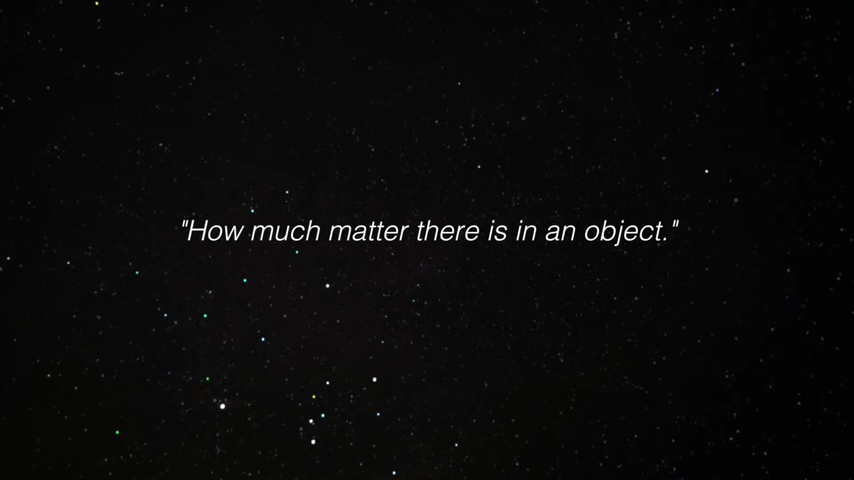 "How much matter there is in an object."